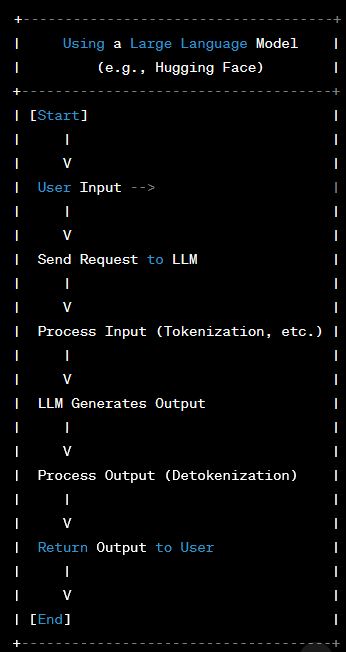 +---------------------------------------+
|     Using a Large Language Model    |
|         (e.g., Hugging Face)        |
+---------------------------------------+
| [Start]                             |
|     |                               |
|     V                               |
|  User Input -->                     |
|     |                               |
|     V                               |
|  Send Request to LLM                |
|     |                               |
|     V                               |
|  Process Input (Tokenization, etc.) |
|     |                               |
|     V                               |
|  LLM Generates Output               |
|     |                               |
|     V                               |
|  Process Output (Detokenization)    |
|     |                               |
|     V                               |
|  Return Output to User              |
|     |                               |
|     V                               |
| [End]                               |
+---------------------------------------+